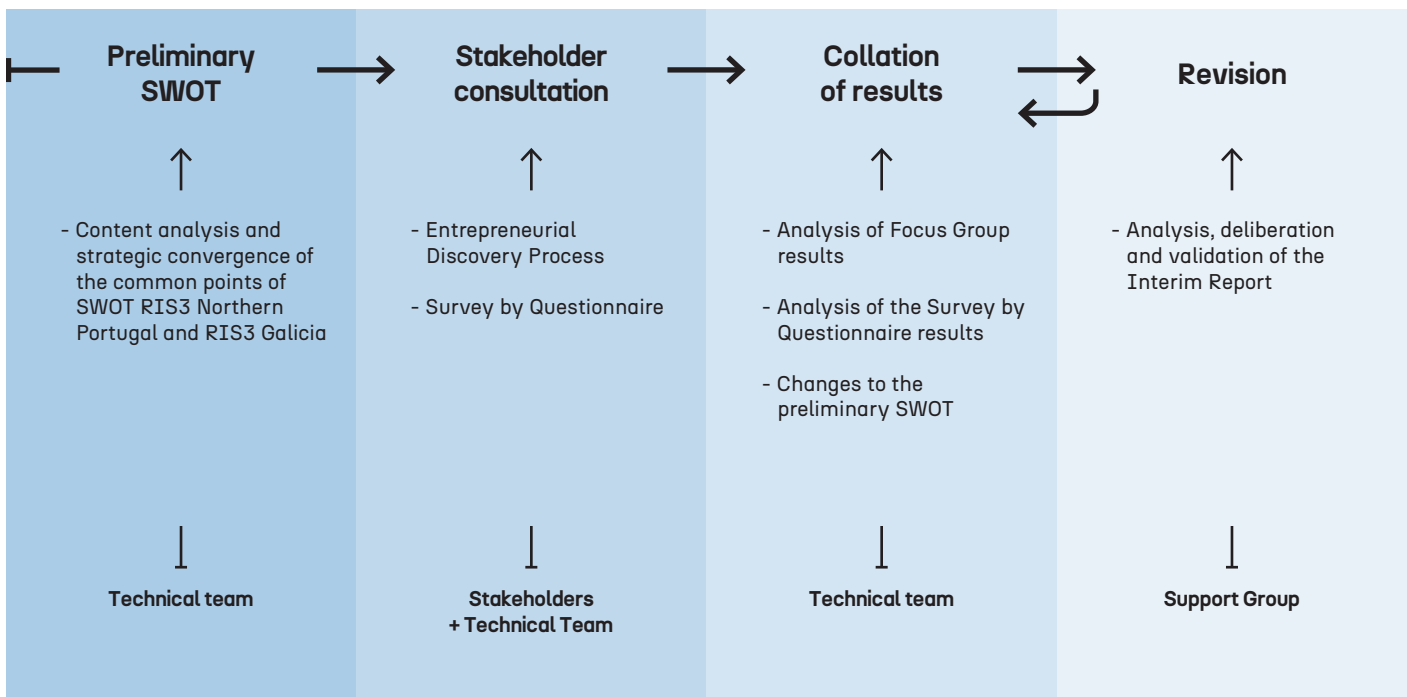 Preliminary
SWOT
- Content analysis and
strategic convergence of
the common points of
SWOT RIS3 Northern
Portugal and RIS3 Galicia
Technical team
Stakeholder
consultation
- Entrepreneurial
Discovery Process
- Survey by Questionnaire
Stakeholders
+ Technical Team
Collation
of results
- Analysis of Focus Group
results
- Analysis of the Survey by
Questionnaire results
- Changes to the
preliminary SWOT
Technical team
Revision
- Analysis, deliberation
and validation of the
Interim Report
Support Group